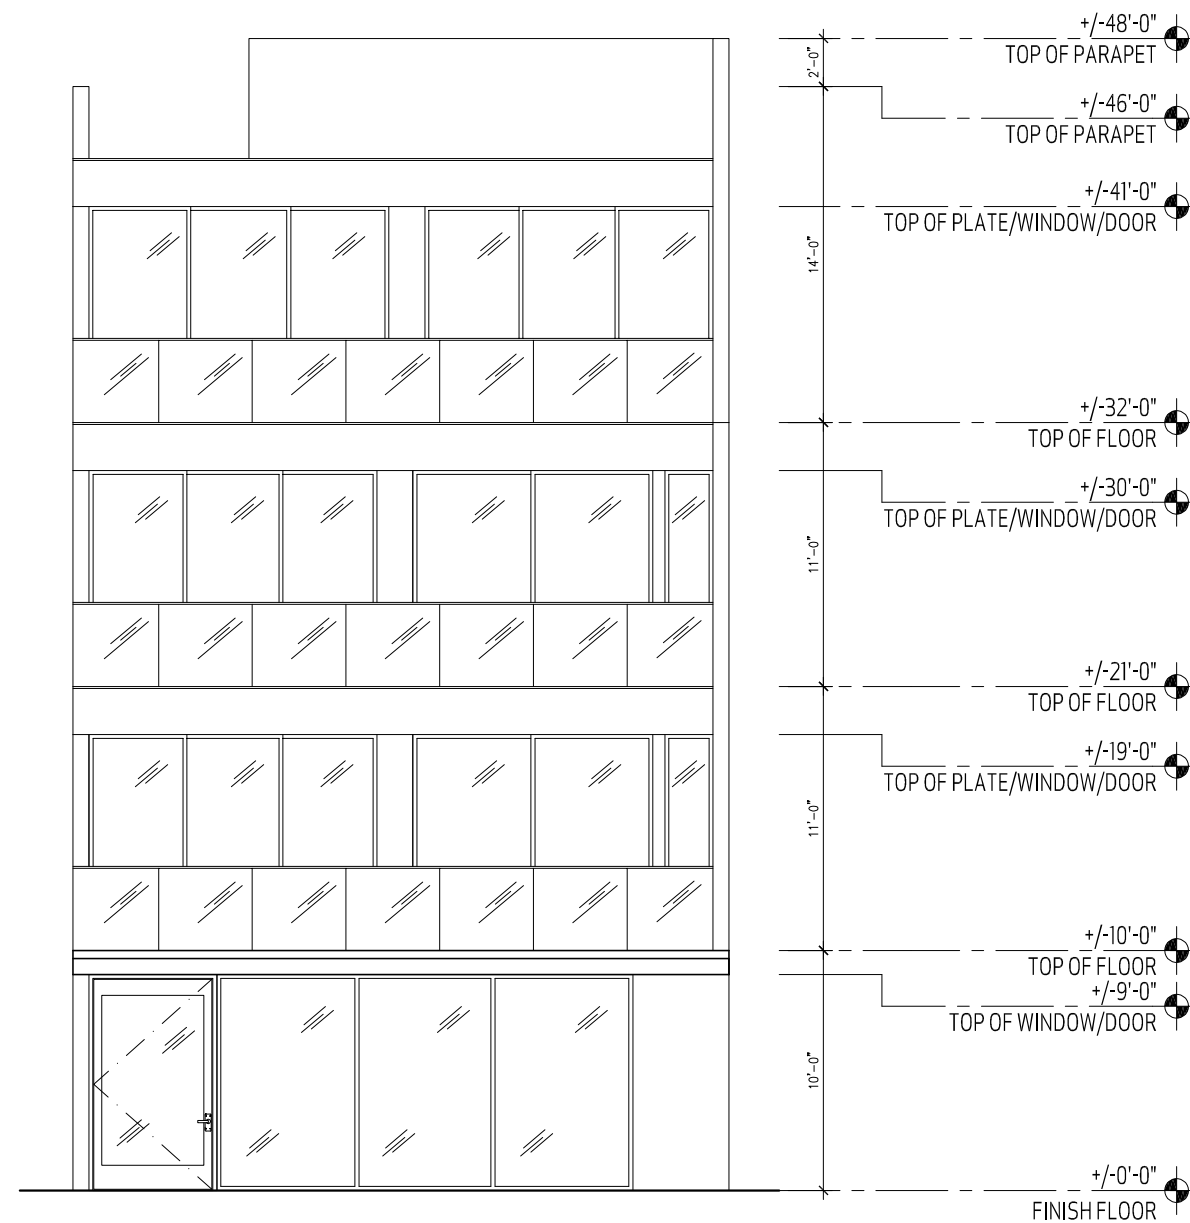 +/-48'-0"
TOP OF PARAPET
2'-0"
+/-46'-0"
TOP OF PARAPET
+/-41'-0"
TOP OF PLATE/WINDOW/DOOR
14'-0"
+/-32'-0"
TOP OF FLOOR
+/-30'-0"
TOP OF PLATE/WINDOW/DOOR
11'-0"
+/-21'-0"
TOP OF FLOOR
+/-19'-0"
TOP OF PLATE/WINDOW/DOOR
11'-0"
+/-10'-0"
TOP OF FLOOR
+/-9'-0"
TOP OF WINDOW/DOOR
10'-0"
+/-0'-0"
FINISH FLOOR